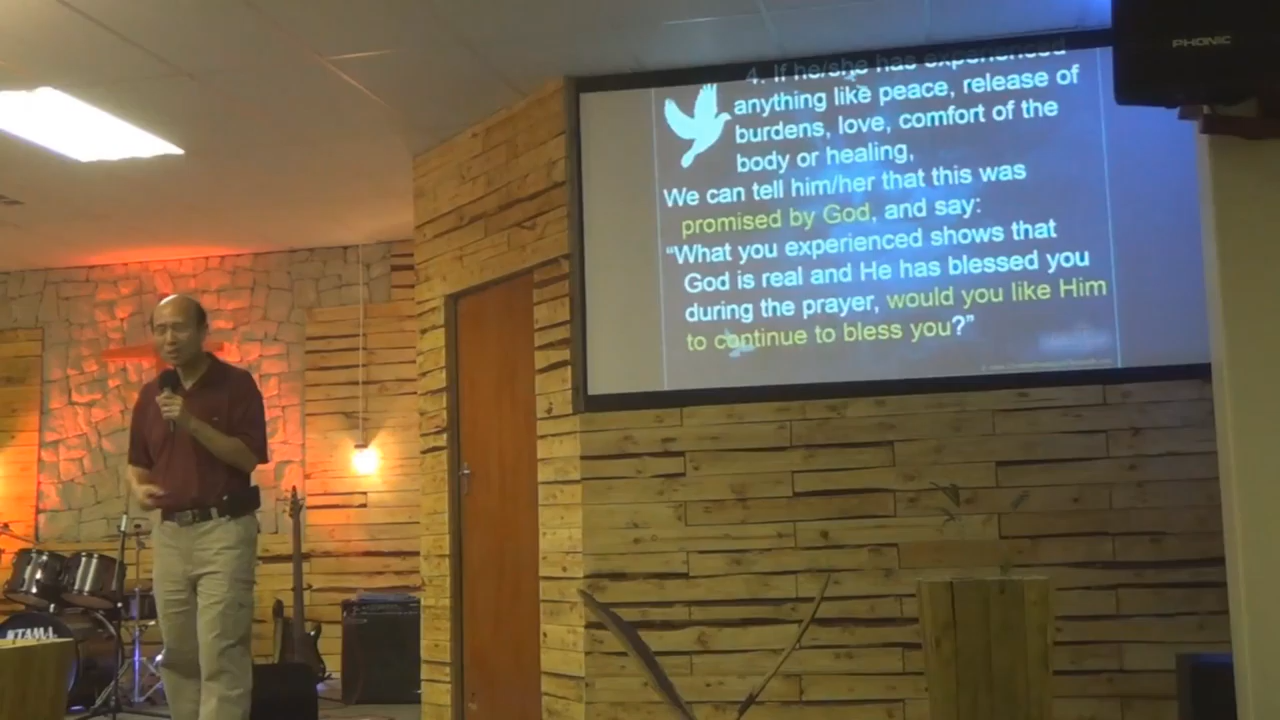 4. If he/she has experienced
anything like peace, release of
burdens, love, comfort of the
body or healing,
We can tell him/her that this was
promised by God, and say:
“What you experienced shows that
God is real and He has blessed you
during the prayer, would you like Him
to continue to bless you?”
PHONIC
TAMA